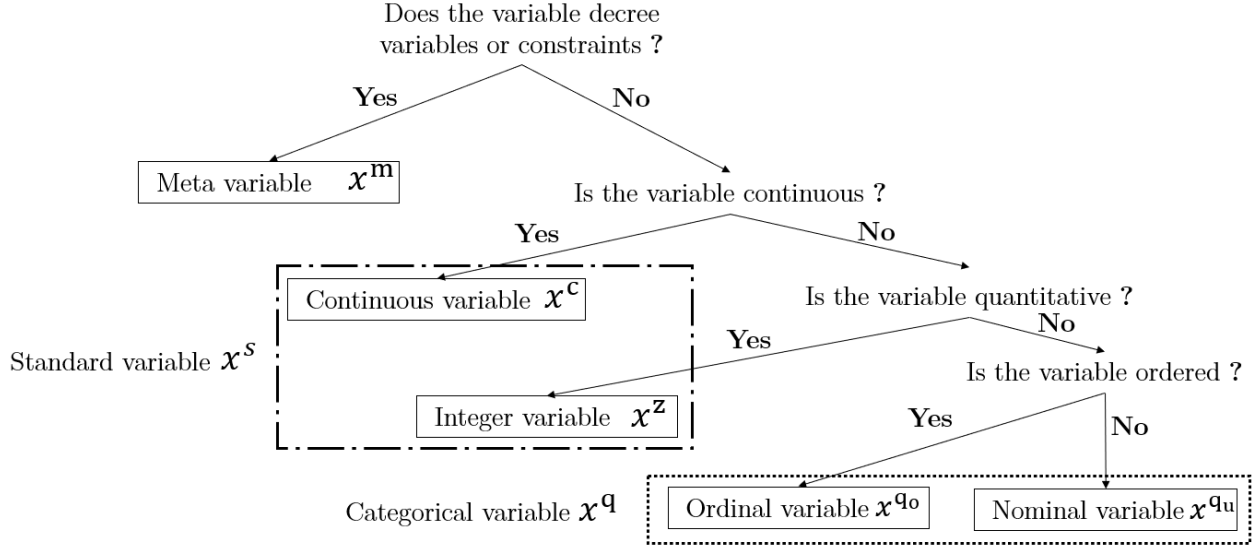 Does the variable decree
variables or constraints ?
Yes
No
Meta variable x^m
Is the variable continuous ?
Yes
No
Continuous variable x^c
Is the variable quantitative ?
Yes
No
Standard variable x^s
Is the variable ordered ?
Integer variable x^z
Yes
No
Categorical variable x^q
Ordinal variable x^{q_o}
Nominal variable x^{q_u}